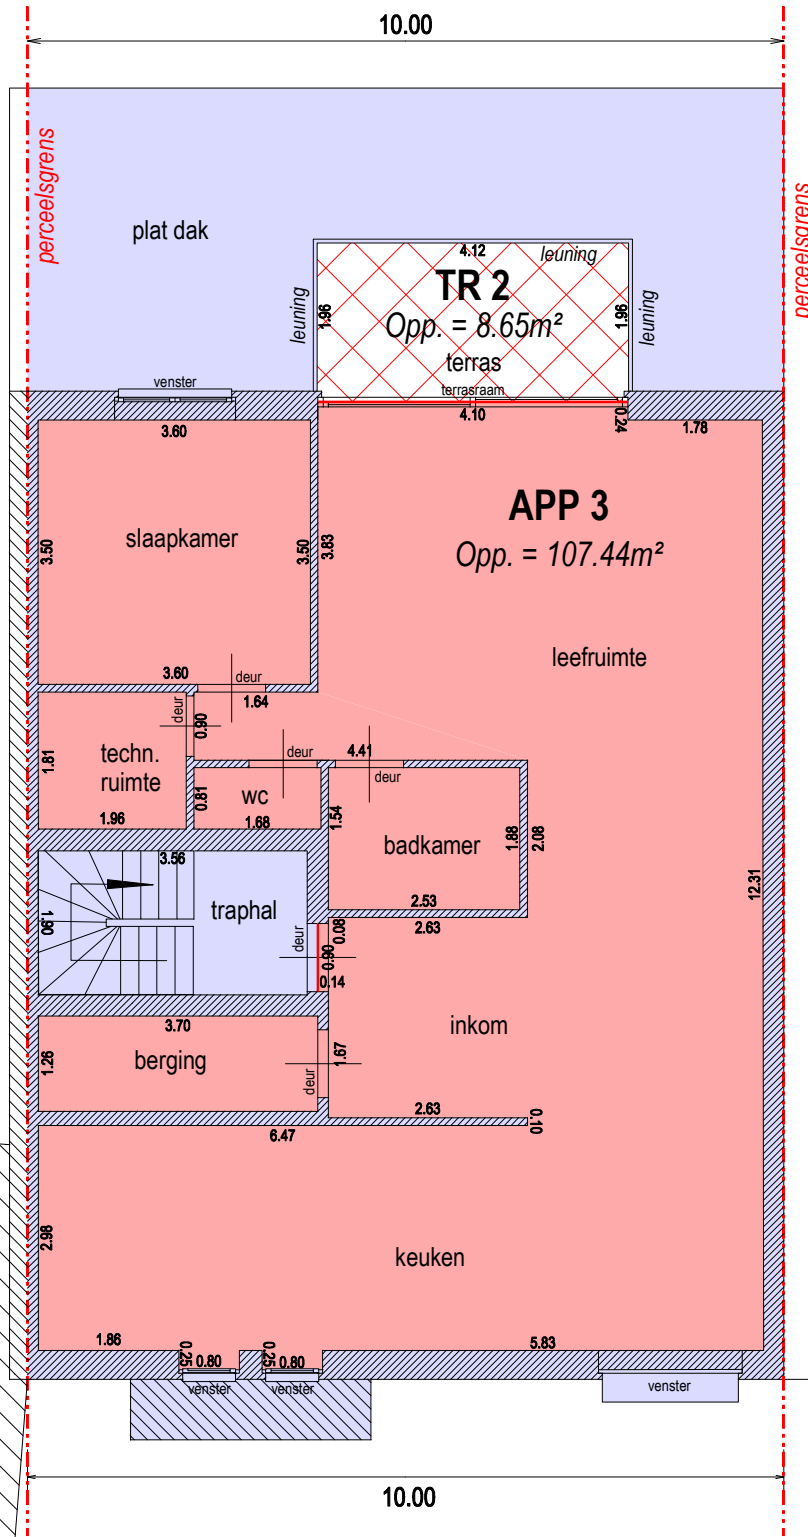 10.00
perceelsgrens
plat dak
perceelsgrens
4.12
leuning
leuning
1.96
TR 2
1.96
leuning
Opp. = 8.65m²
terras
terrasraam
venster
4.10
0.24
3.60
1.78
APP 3
3.50
slaapkamer
3.50
3.83
Opp. = 107.44m²
leefruimte
3.60
deur
1.64
deur
0.90
1.81
techn.
ruimte
deur
4.41
deur
0.81
wc
1.96
1.68
1.54
badkamer
1.88
2.08
3.56
12.31
2.53
traphal
1.90
2.63
deur
0.08
0.90
0.14
3.70
inkom
1.26
berging
1.67
deur
2.63
0.10
6.47
2.98
keuken
1.86
0.25
0.80
0.25
0.80
5.83
venster
venster
venster
10.00